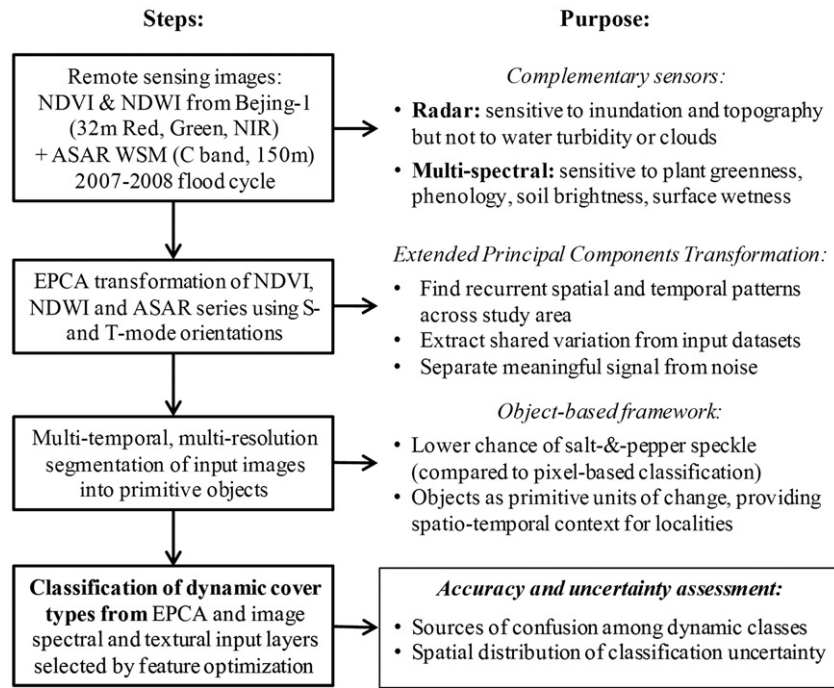 Steps:
Purpose:
Remote sensing images:
NDVI & NDWI from Bejing-1
(32m Red, Green, NIR)
+ ASAR WSM (C band, 150m)
2007-2008 flood cycle
Complementary sensors:
• Radar: sensitive to inundation and topography
but not to water turbidity or clouds
• Multi-spectral: sensitive to plant greenness,
phenology, soil brightness, surface wetness
EPCA transformation of NDVI,
NDWI and ASAR series using S-
and T-mode orientations
Extended Principal Components Transformation:
• Find recurrent spatial and temporal patterns
across study area
• Extract shared variation from input datasets
• Separate meaningful signal from noise
Multi-temporal, multi-resolution
segmentation of input images
into primitive objects
Object-based framework:
• Lower chance of salt-&-pepper speckle
(compared to pixel-based classification)
• Objects as primitive units of change, providing
spatio-temporal context for localities
Classification of dynamic cover
types from EPCA and image
spectral and textural input layers
selected by feature optimization
Accuracy and uncertainty assessment:
• Sources of confusion among dynamic classes
• Spatial distribution of classification uncertainty